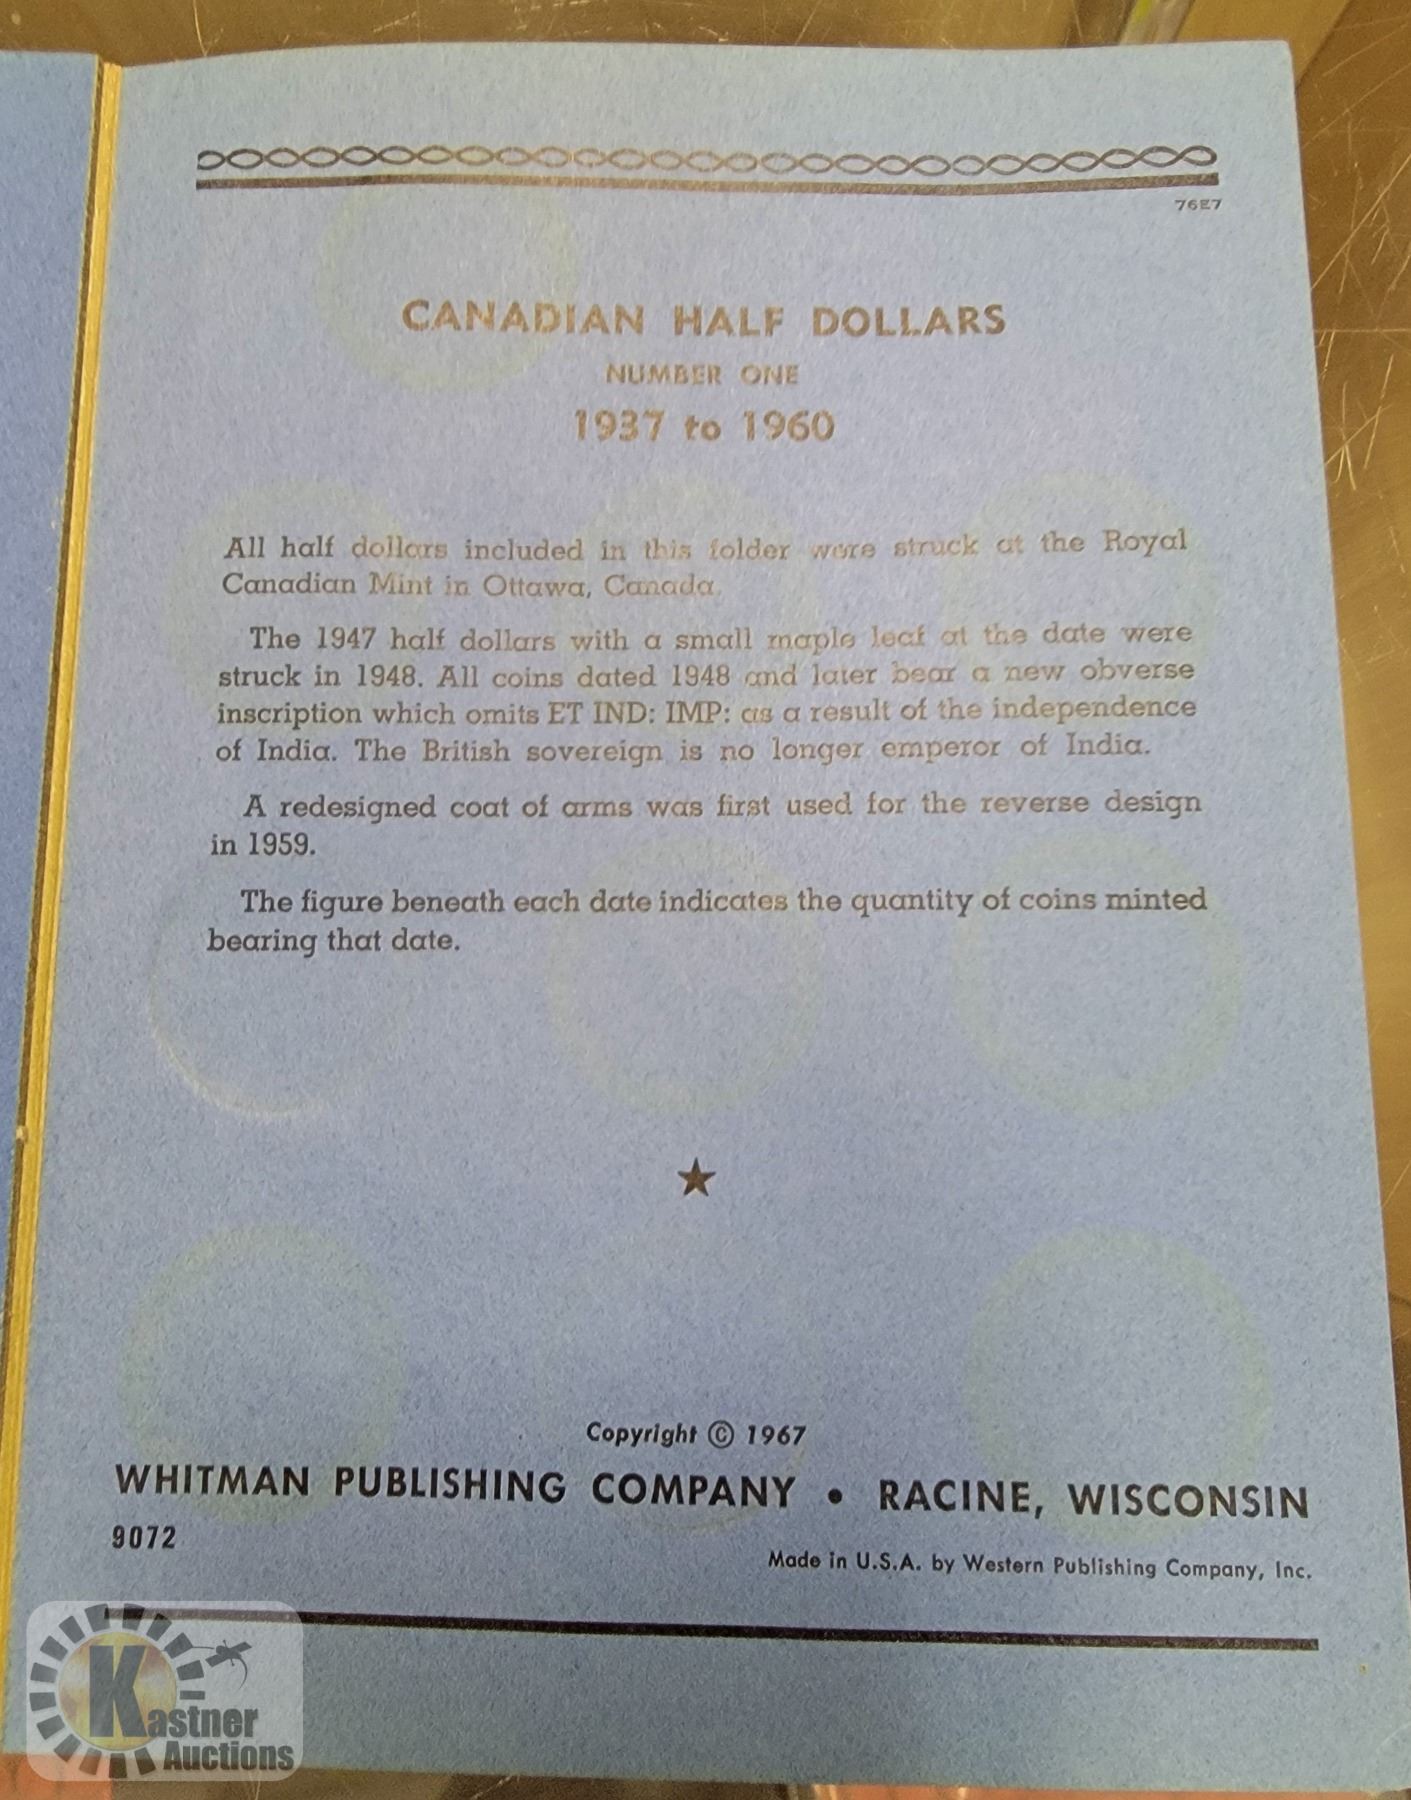 76E7
CANADIAN HALF DOLLARS
NUMBER ONE
1937 to 1960
All half dollars included in this folder were struck at the Royal
Canadian Mint in Ottawa, Canada.
The 1947 half dollars with a small maple leaf at the date were
struck in 1948. All coins dated 1948 and later bear a new obverse
inscription which omits ET IND: IMP: as a result of the independence
of India. The British sovereign is no longer emperor of India.
A redesigned coat of arms was first used for the reverse design
in 1959.
The figure beneath each date indicates the quantity of coins minted
bearing that date.
Copyright © 1967
WHITMAN PUBLISHING COMPANY • RACINE, WISCONSIN
9072
Made in U.S.A. by Western Publishing Company, Inc.
Kastner
Auctions